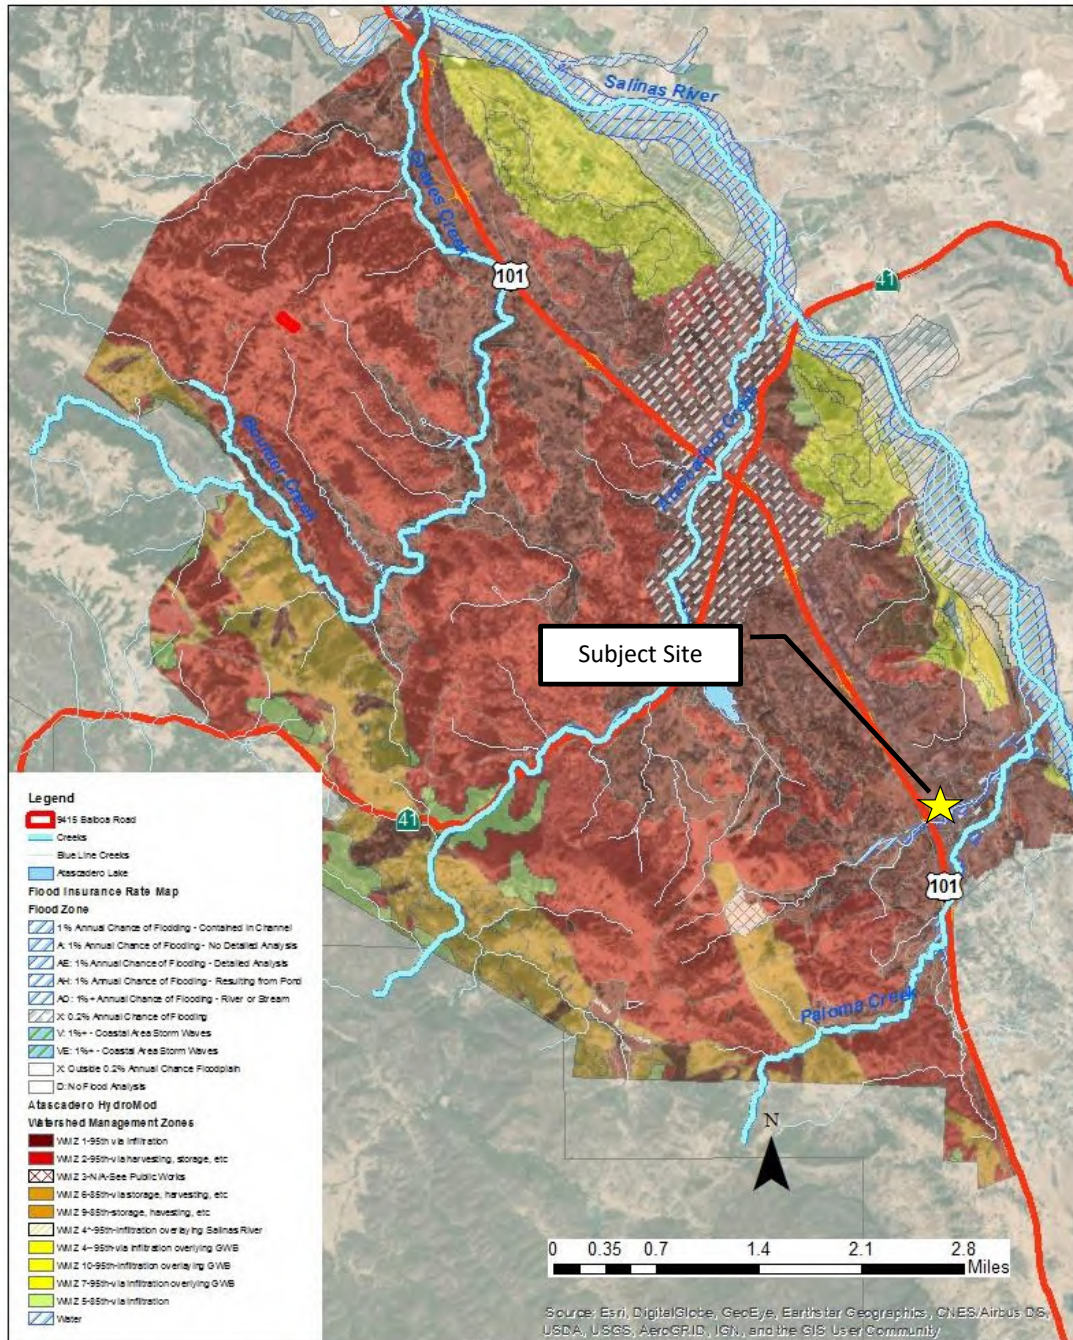 Salinas River
Graves Creek
101
41
Atascadero Creek
Boulder Creek
Subject Site
41
101
Paloma Creek
N
0 0.35 0.7 1.4 2.1 2.8
Miles
Legend
9415 Balboa Road
Creeks
Blue Line Creeks
Atascadero Lake
Flood Insurance Rate Map
Flood Zone
1% Annual Chance of Flooding - Contained in Channel
A: 1% Annual Chance of Flooding - No Detailed Analysis
AE: 1% Annual Chance of Flooding - Detailed Analysis
AH: 1% Annual Chance of Flooding - Resulting from Pond
AO: 1%+ Annual Chance of Flooding - River or Stream
X: 0.2% Annual Chance of Flooding
V: 1%+ - Coastal Area Storm Waves
VE: 1%+ - Coastal Area Storm Waves
X: Outside 0.2% Annual Chance Floodplain
D: No Flood Analysis
Atascadero HydroMod
Watershed Management Zones
WMZ 1-95th via infiltration
WMZ 2-95th-via harvesting, storage, etc
WMZ 3-N/A-See Public Works
WMZ 6-85th-via storage, harvesting, etc
WMZ 9-85th-storage, havesting, etc
WMZ 4^-95th-infiltration overlaying Salinas River
WMZ 4--95th-via infiltration overlying GWB
WMZ 10-95th-infiltration overlying GWB
WMZ 7-95th-via infiltration overlying GWB
WMZ 5-85th-via infiltration
Water
Source: Esri, DigitalGlobe, GeoEye, Earthstar Geographics, CNES/Airbus DS,
USDA, USGS, AeroGRID, IGN, and the GIS User Community